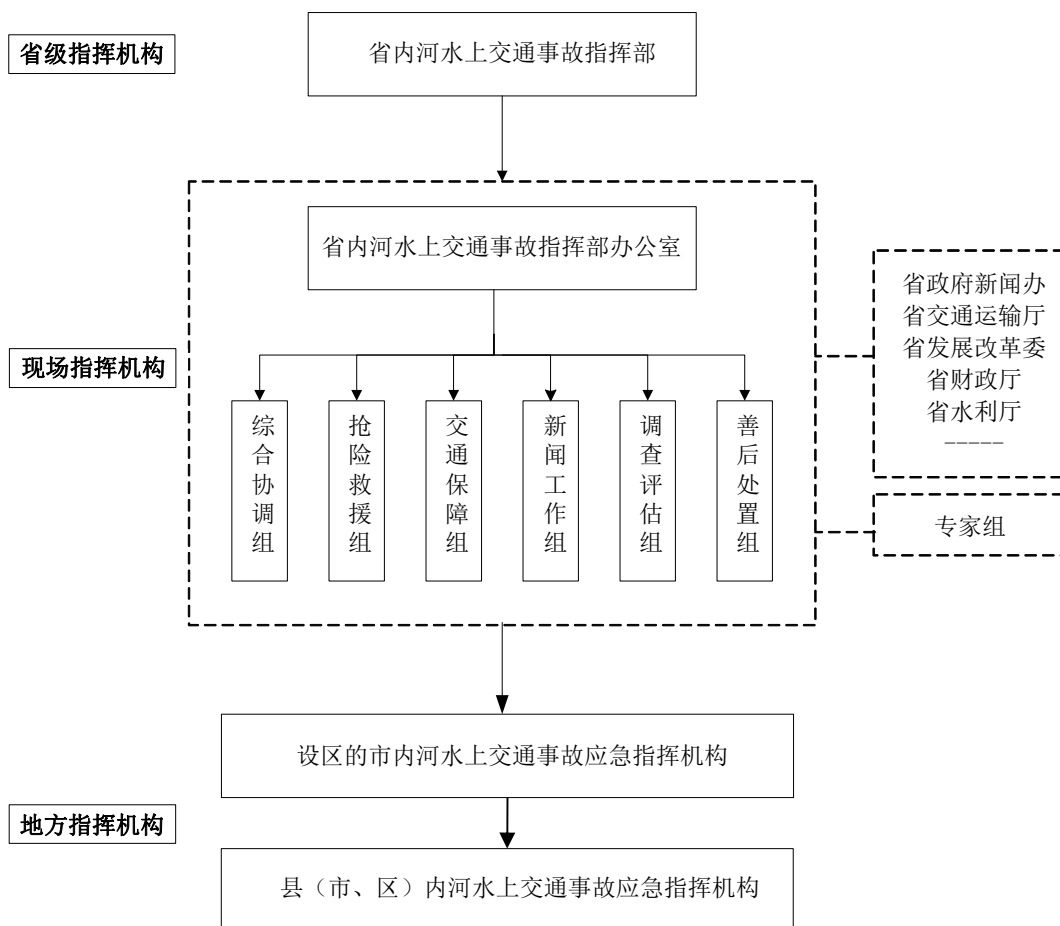 省级指挥机构
省内河水上交通事故指挥部
省内河水上交通事故指挥部办公室
现场指挥机构
综合协调组
抢险救援组
交通保障组
新闻工作组
调查评估组
善后处置组
省政府新闻办
省交通运输厅
省发展改革委
省财政厅
省水利厅
-----
专家组
设区的市内河水上交通事故应急指挥机构
地方指挥机构
县（市、区）内河水上交通事故应急指挥机构